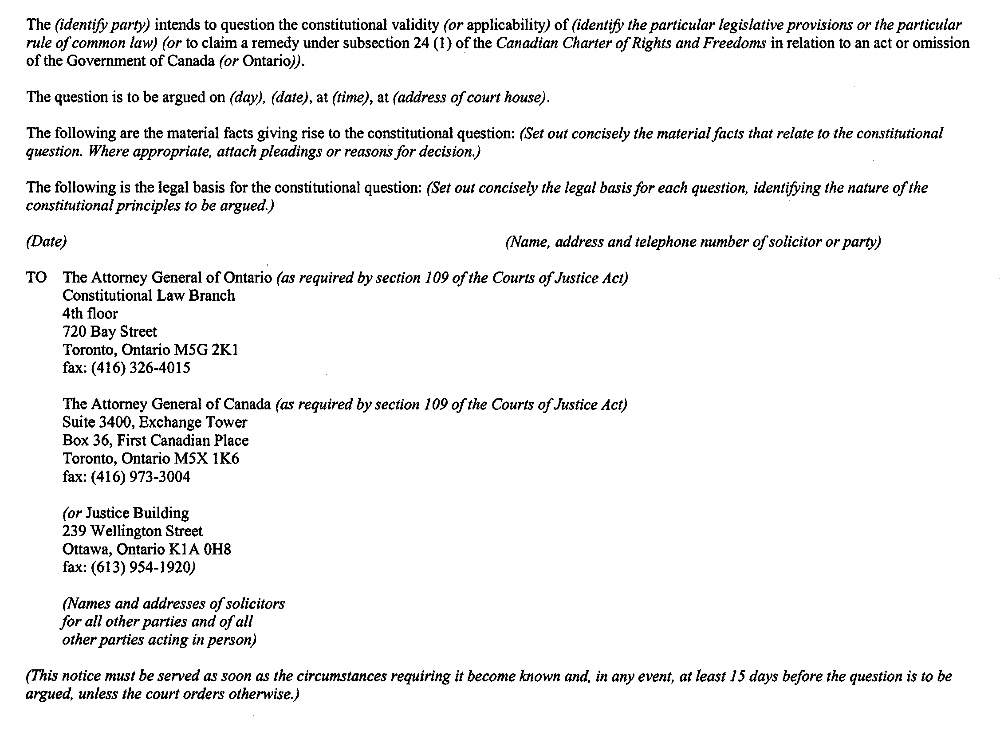 The (identify party) intends to question the constitutional validity (or applicability) of (identify the particular legislative provisions or the particular
rule of common law) (or to claim a remedy under subsection 24 (1) of the Canadian Charter of Rights and Freedoms in relation to an act or omission
of the Government of Canada (or Ontario)).
The question is to be argued on (day), (date), at (time), at (address of court house).
The following are the material facts giving rise to the constitutional question: (Set out concisely the material facts that relate to the constitutional
question. Where appropriate, attach pleadings or reasons for decision.)
The following is the legal basis for the constitutional question: (Set out concisely the legal basis for each question, identifying the nature of the
constitutional principles to be argued.)
(Date) (Name, address and telephone number of solicitor or party)
TO The Attorney General of Ontario (as required by section 109 of the Courts of Justice Act)
Constitutional Law Branch
4th floor
720 Bay Street
Toronto, Ontario M5G 2K1
fax: (416) 326-4015
The Attorney General of Canada (as required by section 109 of the Courts of Justice Act)
Suite 3400, Exchange Tower
Box 36, First Canadian Place
Toronto, Ontario M5X 1K6
fax: (416) 973-3004
(or Justice Building
239 Wellington Street
Ottawa, Ontario K1A 0H8
fax: (613) 954-1920)
(Names and addresses of solicitors
for all other parties and of all
other parties acting in person)
(This notice must be served as soon as the circumstances requiring it become known and, in any event, at least 15 days before the question is to be
argued, unless the court orders otherwise.)